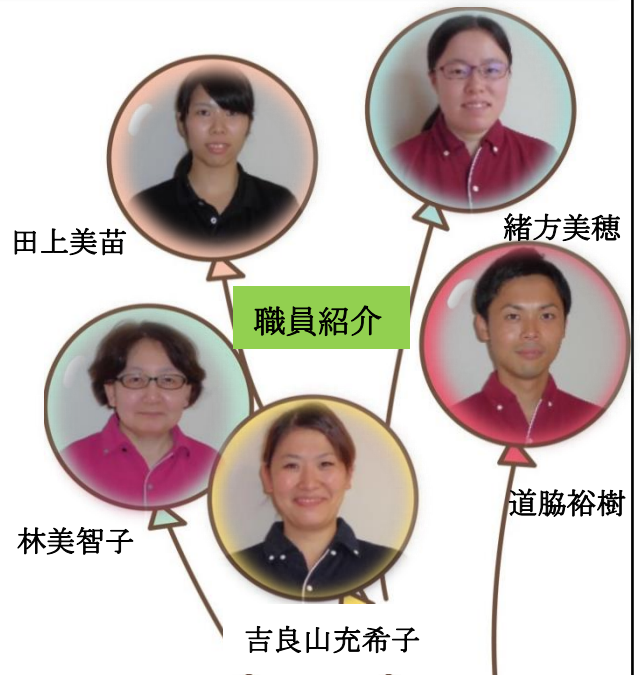 緒方美穂
田上美苗
職員紹介
道脇裕樹
林美智子
吉良山充希子